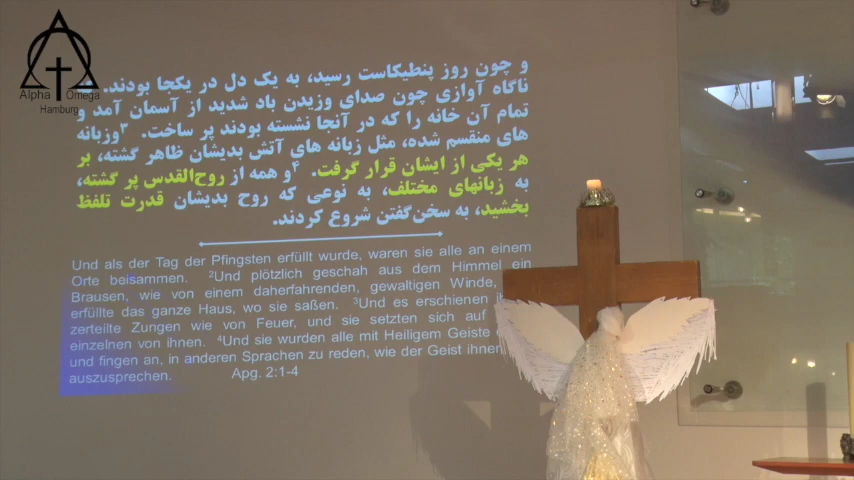 Alpha Omega
Hamburg
و چون روز پنطیکاست رسید، به یک دل در یکجا بودند.
ناگاه آوازی چون صدای وزیدن باد شدید از آسمان آمد و
تمام آن خانه را که در آنجا نشسته بودند پر ساخت. ۳وزبانه
های منقسم شده، مثل زبانه های آتش بدیشان ظاهر گشته، بر
هر یکی از ایشان قرار گرفت. ۴و همه از روح‌القدس پر گشته،
به زبانهای مختلف، به نوعی که روح بدیشان قدرت تلفظ
بخشید، به سخن‌گفتن شروع کردند.
Und als der Tag der Pfingsten erfüllt wurde, waren sie alle an einem
Orte beisammen. ²Und plötzlich geschah aus dem Himmel ein
Brausen, wie von einem daherfahrenden, gewaltigen Winde,
erfüllte das ganze Haus, wo sie saßen. ³Und es erschienen
zerteilte Zungen wie von Feuer, und sie setzten sich auf
einzelnen von ihnen. ⁴Und sie wurden alle mit Heiligem Geiste
und fingen an, in anderen Sprachen zu reden, wie der Geist ihnen
auszusprechen. Apg. 2:1-4